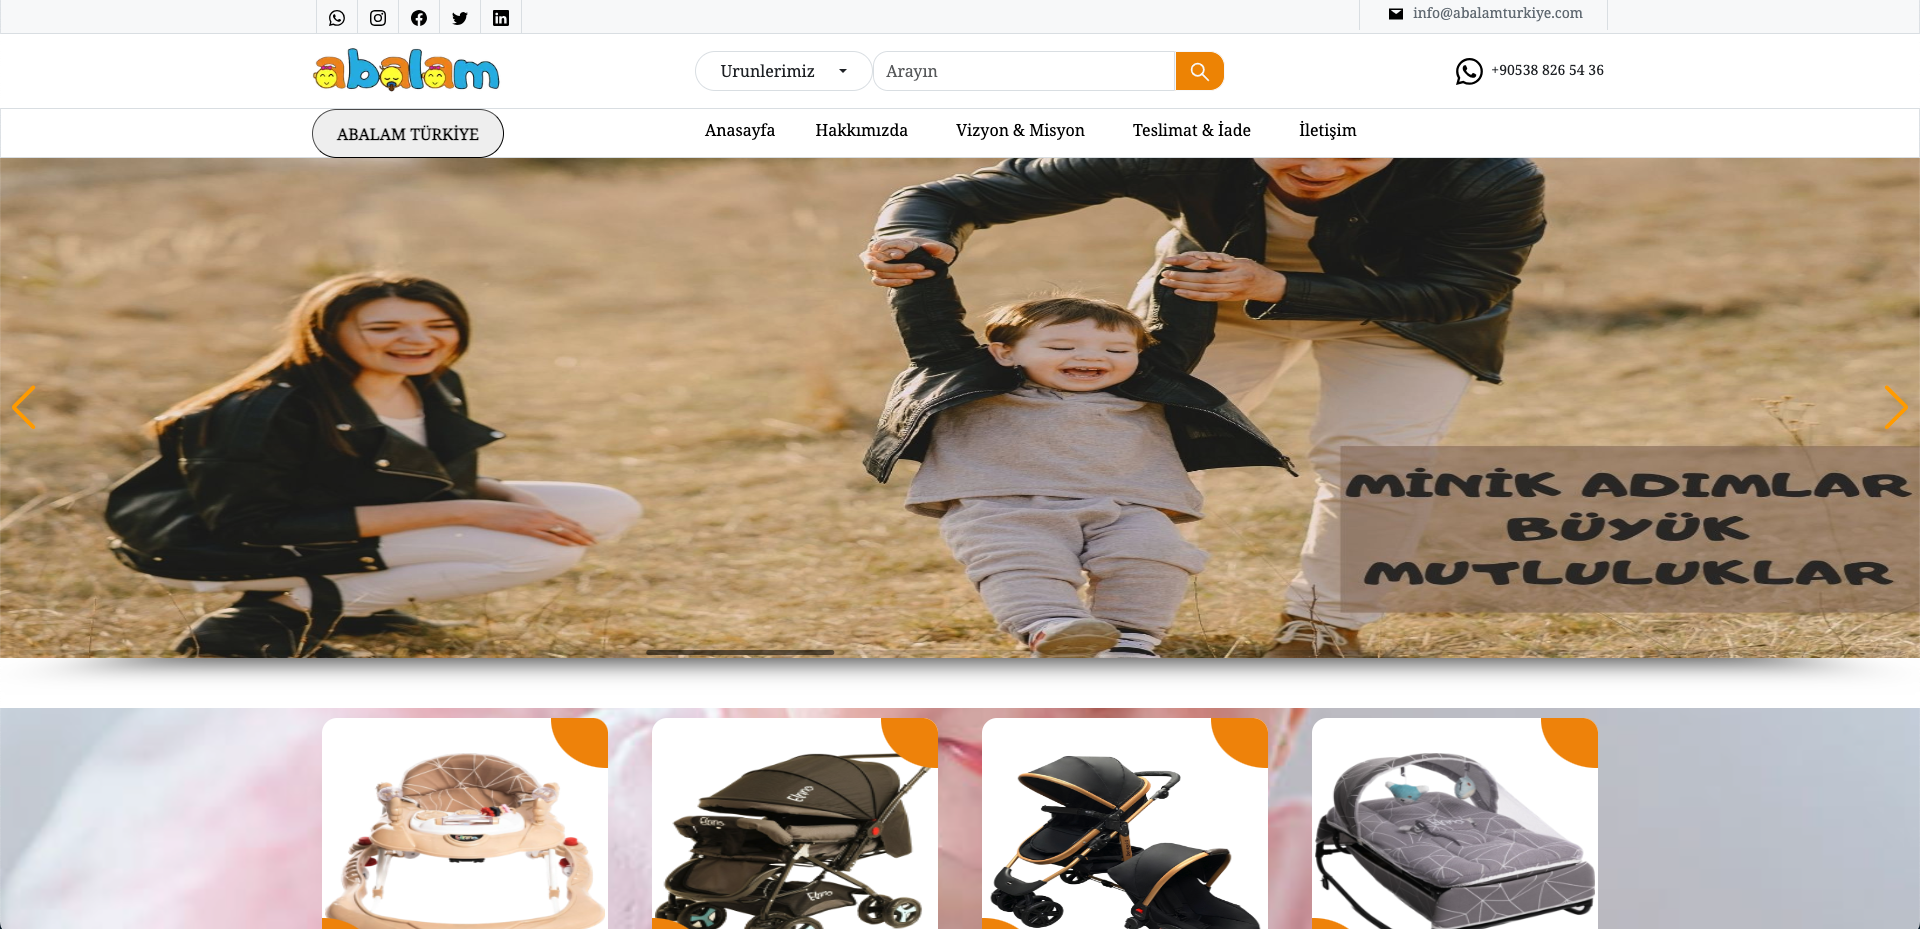 info@abalamturkiye.com
abalam
Urunlerimiz
Arayın
+90538 826 54 36
ABALAM TÜRKİYE
Anasayfa
Hakkımızda
Vizyon & Misyon
Teslimat & İade
İletişim
MİNİK ADIMLAR
BÜYÜK
MUTLULUKLAR